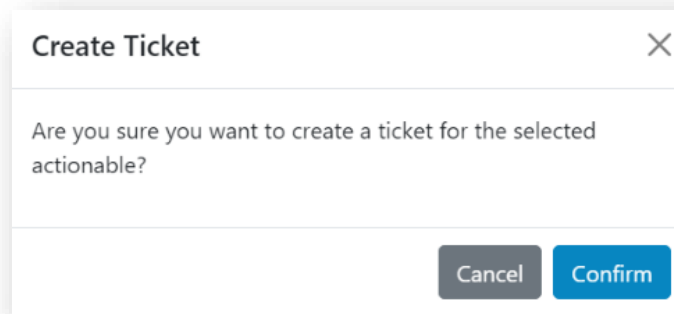 Create Ticket
Are you sure you want to create a ticket for the selected
actionable?
Cancel Confirm